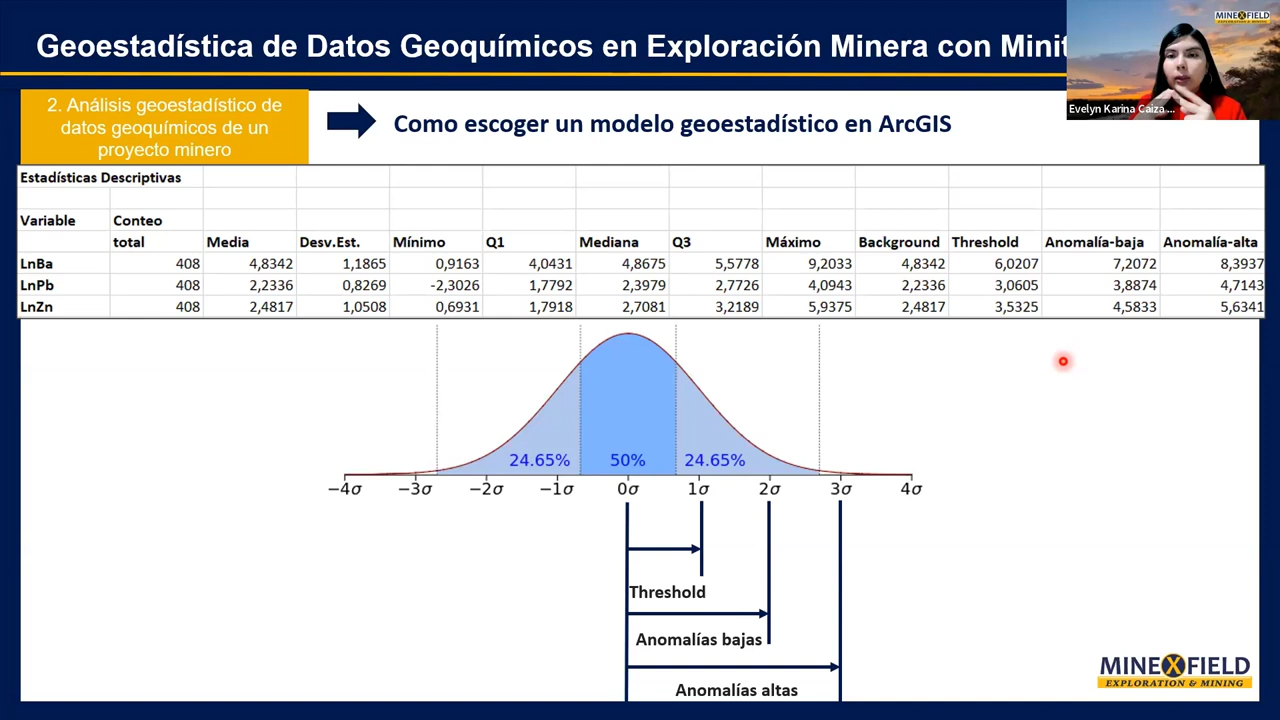 Geoestadística de Datos Geoquímicos en Exploración Minera con
MINEXFIELD
EXPLORATION & MINING
Evelyn Karina Caiza ...
2. Análisis geoestadístico de
datos geoquímicos de un
proyecto minero
Como escoger un modelo geoestadístico en ArcGIS
Estadísticas Descriptivas
Variable Conteo
total Media Desv.Est. Mínimo Q1 Mediana Q3 Máximo Background Threshold Anomalía-baja Anomalía-alta
LnBa 408 4,8342 1,1865 0,9163 4,0431 4,8675 5,5778 9,2033 4,8342 6,0207 7,2072 8,3937
LnPb 408 2,2336 0,8269 -2,3026 1,7792 2,3979 2,7726 4,0943 2,2336 3,0605 3,8874 4,7143
LnZn 408 2,4817 1,0508 0,6931 1,7918 2,7081 3,2189 5,9375 2,4817 3,5325 4,5833 5,6341
24.65% 50% 24.65%
−4σ −3σ −2σ −1σ 0σ 1σ 2σ 3σ 4σ
Threshold
Anomalías bajas
Anomalías altas
MINEXFIELD
EXPLORATION & MINING